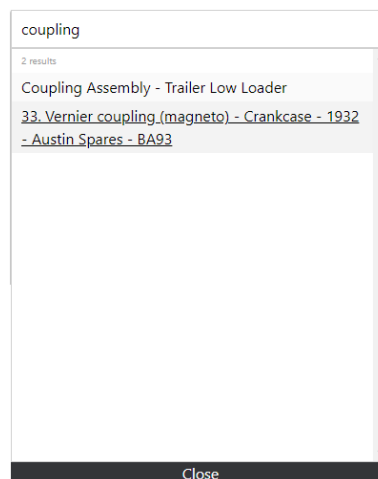 coupling
2 results
Coupling Assembly - Trailer Low Loader
33. Vernier coupling (magneto) - Crankcase - 1932
- Austin Spares - BA93
Close